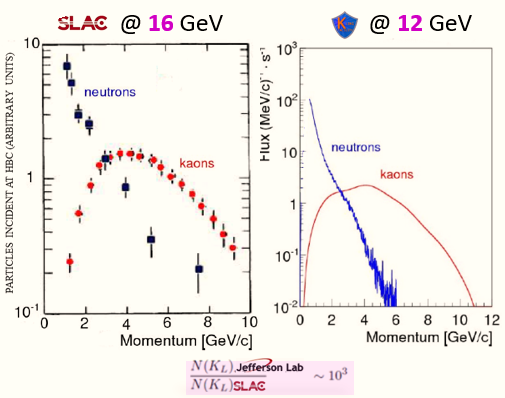 SLAC @ 16 GeV
K @ 12 GeV
PARTICLES INCIDENT AT HBC (ARBITRARY UNITS)
10
1
10⁻¹
neutrons
kaons
0 2 4 6 8 10
Momentum [GeV/c]
Flux (MeV/c)⁻¹ · s⁻¹
10³
10²
10
1
10⁻¹
10⁻²
neutrons
kaons
0 2 4 6 8 10 12
Momentum [GeV/c]
N(K_L) Jefferson Lab
N(K_L) SLAC
~ 10³